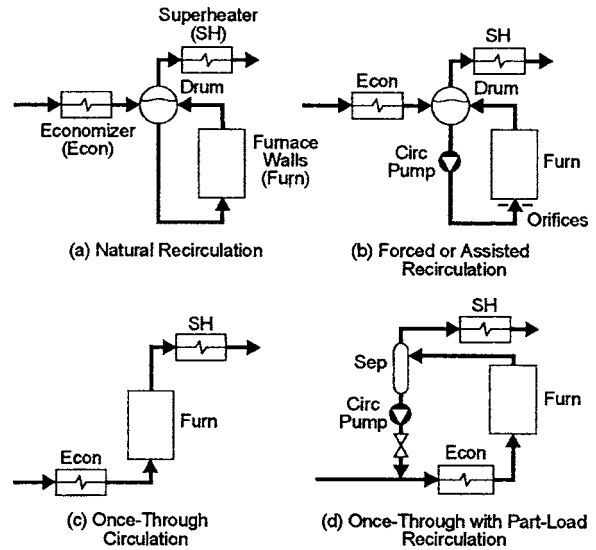 Superheater
(SH)
Drum
Economizer
(Econ)
Furnace
Walls
(Furn)
(a) Natural Recirculation
SH
Econ
Drum
Circ
Pump
Furn
Orifices
(b) Forced or Assisted
Recirculation
SH
Furn
Econ
(c) Once-Through
Circulation
SH
Sep
Circ
Pump
Furn
Econ
(d) Once-Through with Part-Load
Recirculation